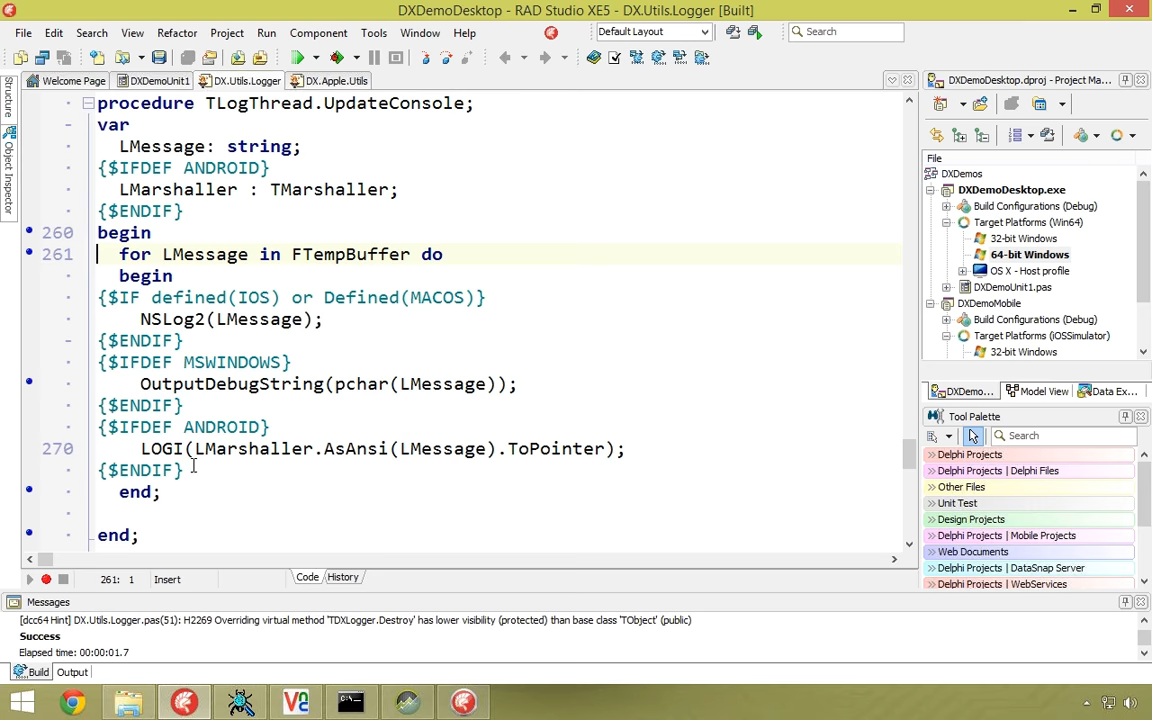 DXDemoDesktop - RAD Studio XE5 - DX.Utils.Logger [Built]
File Edit Search View Refactor Project Run Component Tools Window Help
Default Layout
Search
Welcome Page
DXDemoUnit1
DX.Utils.Logger
DX.Apple.Utils
Structure
Object Inspector
procedure TLogThread.UpdateConsole;
var
LMessage: string;
{$IFDEF ANDROID}
LMarshaller : TMarshaller;
{$ENDIF}
260 begin
261 for LMessage in FTempBuffer do
begin
{$IF defined(IOS) or Defined(MACOS)}
NSLog2(LMessage);
{$ENDIF}
{$IFDEF MSWINDOWS}
OutputDebugString(pchar(LMessage));
{$ENDIF}
{$IFDEF ANDROID}
270 LOGI(LMarshaller.AsAnsi(LMessage).ToPointer);
{$ENDIF}
end;
end;
261: 1 Insert
Code History
DXDemoDesktop.dproj - Project Ma...
File
DXDemos
DXDemoDesktop.exe
Build Configurations (Debug)
Target Platforms (Win64)
32-bit Windows
64-bit Windows
OS X - Host profile
DXDemoUnit1.pas
DXDemoMobile
Build Configurations (Debug)
Target Platforms (iOSSimulator)
32-bit Windows
DXDemo... Model View Data Ex...
Tool Palette
Search
Delphi Projects
Delphi Projects | Delphi Files
Other Files
Unit Test
Design Projects
Delphi Projects | Mobile Projects
Web Documents
Delphi Projects | DataSnap Server
Delphi Projects | WebServices
Messages
[dcc64 Hint] DX.Utils.Logger.pas(51): H2269 Overriding virtual method 'TDXLogger.Destroy' has lower visibility (protected) than base class 'TObject' (public)
Success
Elapsed time: 00:00:01.7
Build Output